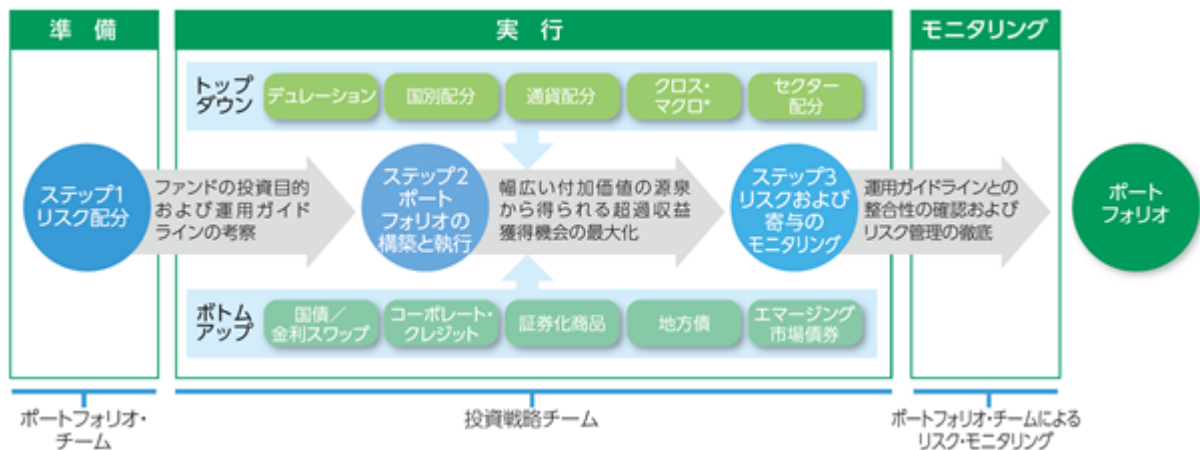 準 備
実 行
モニタリング
トップ
ダウン
デュレーション
国別配分
通貨配分
クロス・
マクロ*
セクター
配分
ステップ1
リスク配分
ファンドの投資目的
および運用ガイド
ラインの考察
ステップ2
ポート
フォリオの
構築と執行
幅広い付加価値の源泉
から得られる超過収益
獲得機会の最大化
ステップ3
リスクおよび
寄与の
モニタリング
運用ガイドラインとの
整合性の確認および
リスク管理の徹底
ポート
フォリオ
ボトム
アップ
国債／
金利スワップ
コーポレート・
クレジット
証券化商品
地方債
エマージング
市場債券
ポートフォリオ・
チーム
投資戦略チーム
ポートフォリオ・チームによる
リスク・モニタリング